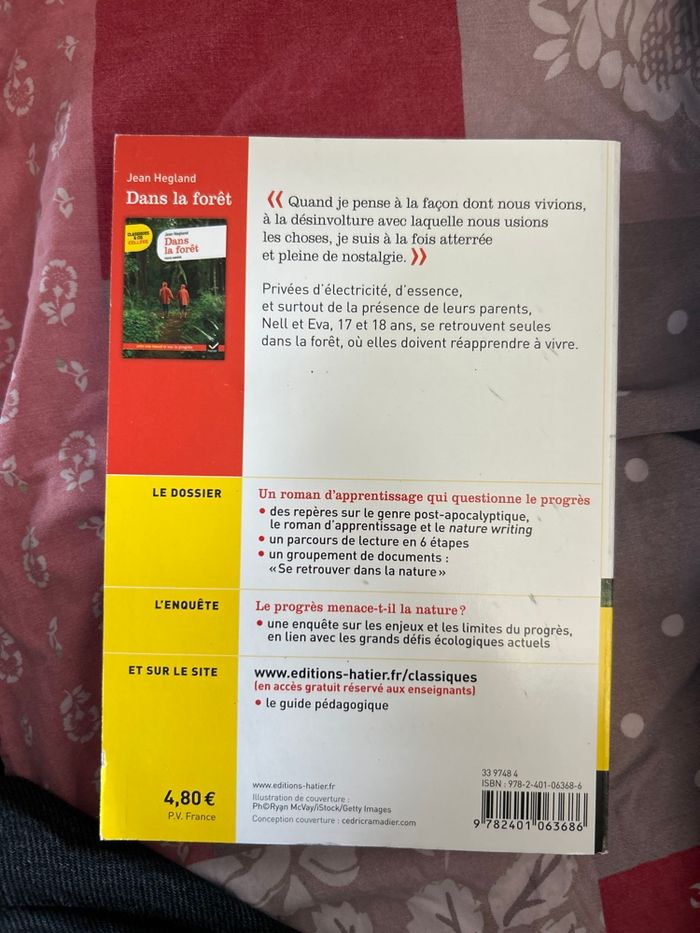 Jean Hegland
Dans la forêt
CLASSIQUES
& CIE
COLLÈGE
Jean Hegland
Dans
la forêt
« Quand je pense à la façon dont nous vivions,
à la désinvolture avec laquelle nous usions
les choses, je suis à la fois atterrée
et pleine de nostalgie. »
Privées d'électricité, d'essence,
et surtout de la présence de leurs parents,
Nell et Eva, 17 et 18 ans, se retrouvent seules
dans la forêt, où elles doivent réapprendre à vivre.
LE DOSSIER
Un roman d'apprentissage qui questionne le progrès
• des repères sur le genre post-apocalyptique,
le roman d'apprentissage et le nature writing
• un parcours de lecture en 6 étapes
• un groupement de documents :
« Se retrouver dans la nature »
L'ENQUÊTE
Le progrès menace-t-il la nature ?
• une enquête sur les enjeux et les limites du progrès,
en lien avec les grands défis écologiques actuels
ET SUR LE SITE
www.editions-hatier.fr/classiques
(en accès gratuit réservé aux enseignants)
• le guide pédagogique
4,80 €
P.V. France
www.editions-hatier.fr
Illustration de couverture :
Ph©Ryan McVay/iStock/Getty Images
Conception couverture : cedricramadier.com
33 9748 4
ISBN : 978-2-401-06368-6
9 782401 063686